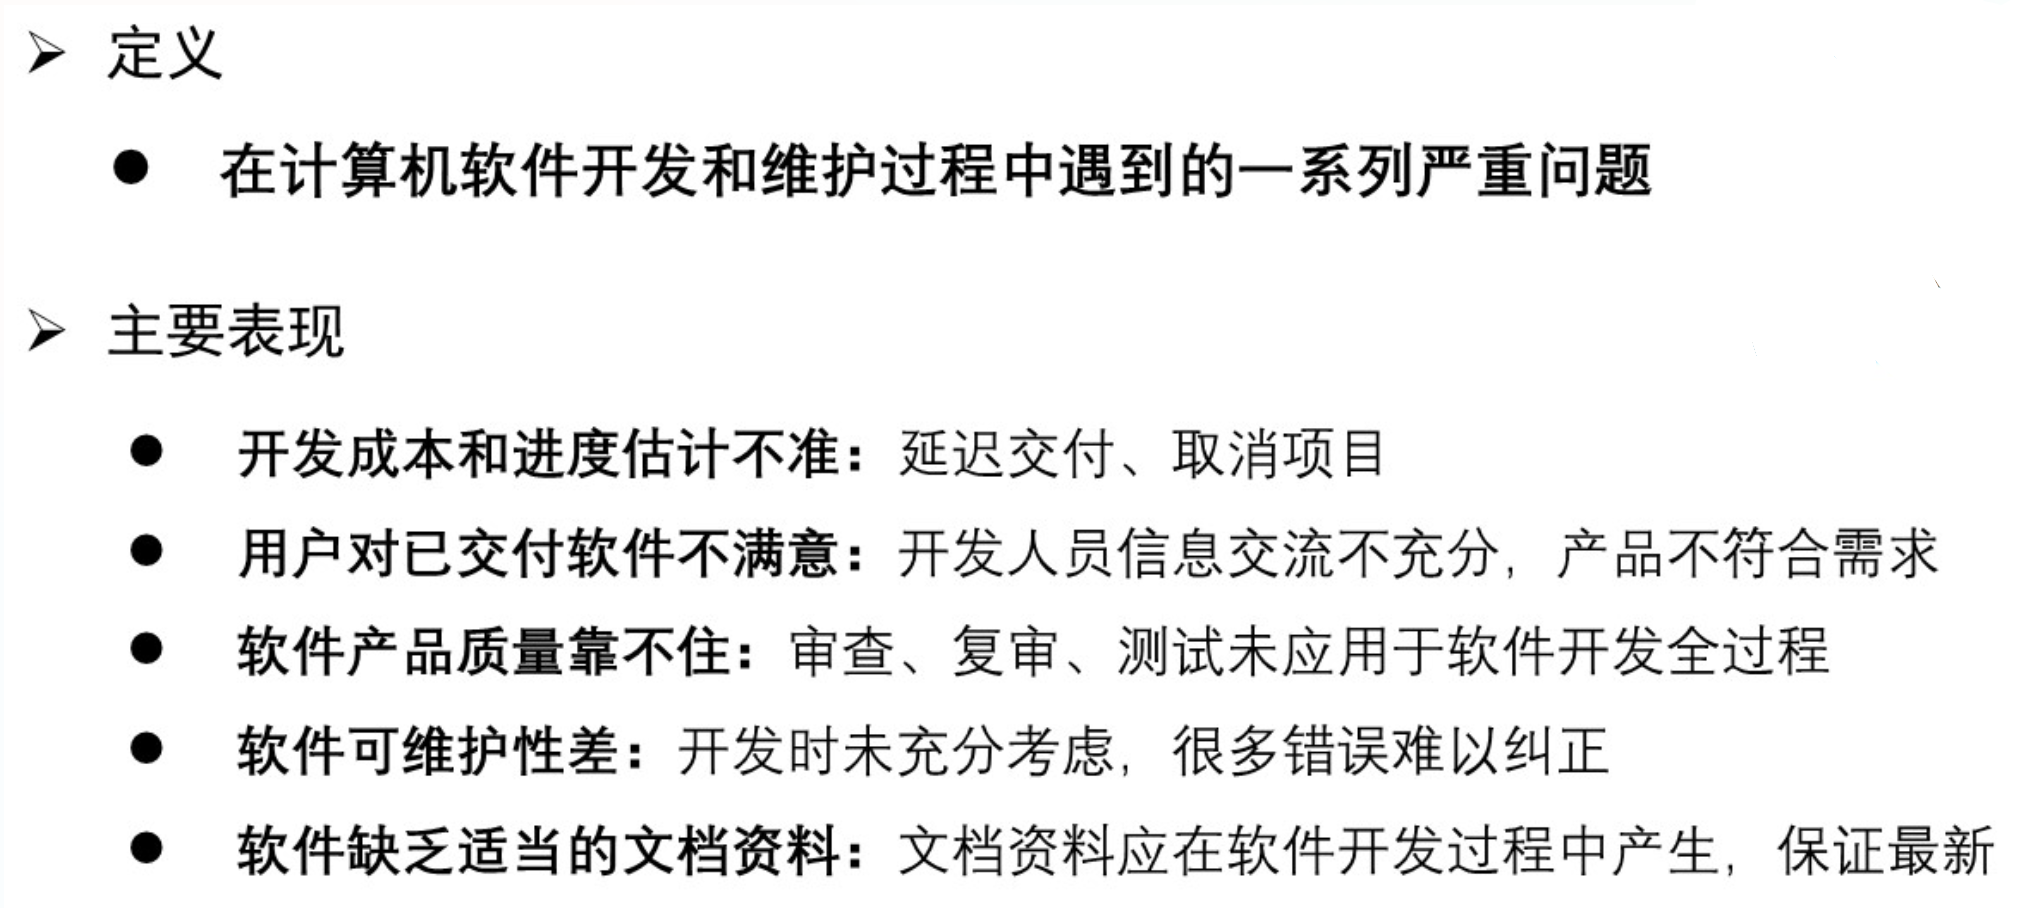 ➢ 定义
● 在计算机软件开发和维护过程中遇到的一系列严重问题
➢ 主要表现
● 开发成本和进度估计不准：延迟交付、取消项目
● 用户对已交付软件不满意：开发人员信息交流不充分，产品不符合需求
● 软件产品质量靠不住：审查、复审、测试未应用于软件开发全过程
● 软件可维护性差：开发时未充分考虑，很多错误难以纠正
● 软件缺乏适当的文档资料：文档资料应在软件开发过程中产生，保证最新